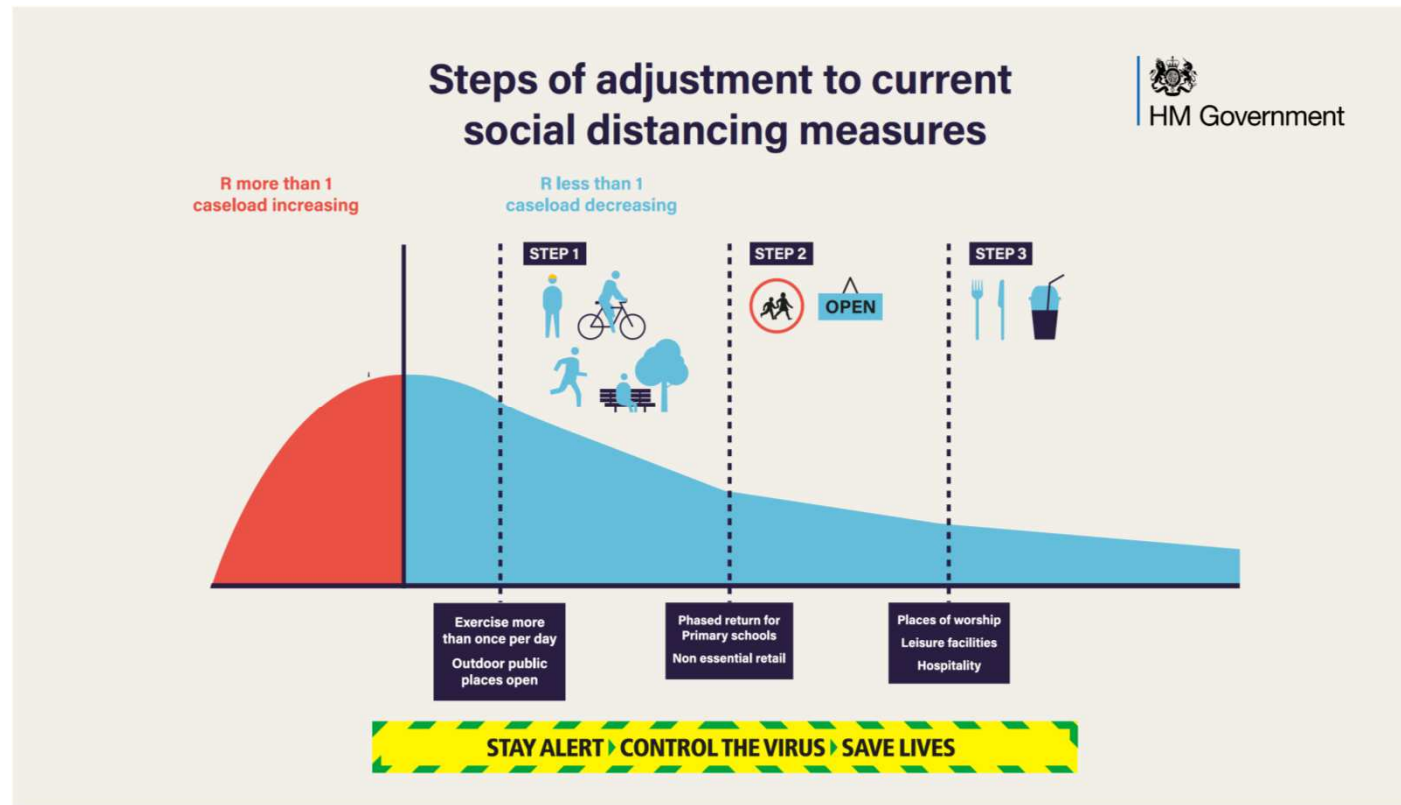 Steps of adjustment to current
social distancing measures
HM Government
R more than 1
caseload increasing
R less than 1
caseload decreasing
STEP 1
STEP 2
STEP 3
OPEN
Exercise more
than once per day
Outdoor public
places open
Phased return for
Primary schools
Non essential retail
Places of worship
Leisure facilities
Hospitality
STAY ALERT CONTROL THE VIRUS SAVE LIVES